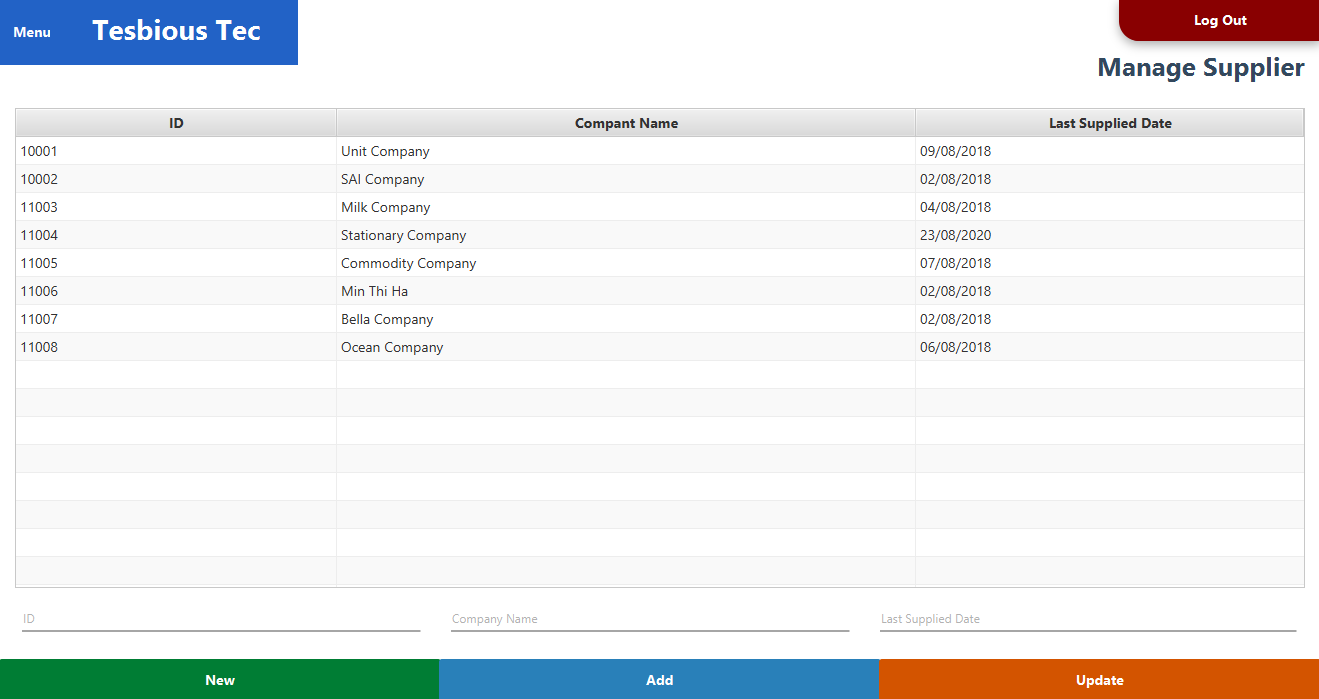 Menu Tesbious Tec
Log Out
Manage Supplier
ID Compant Name Last Supplied Date
10001 Unit Company 09/08/2018
10002 SAI Company 02/08/2018
11003 Milk Company 04/08/2018
11004 Stationary Company 23/08/2020
11005 Commodity Company 07/08/2018
11006 Min Thi Ha 02/08/2018
11007 Bella Company 02/08/2018
11008 Ocean Company 06/08/2018
ID Company Name Last Supplied Date
New Add Update